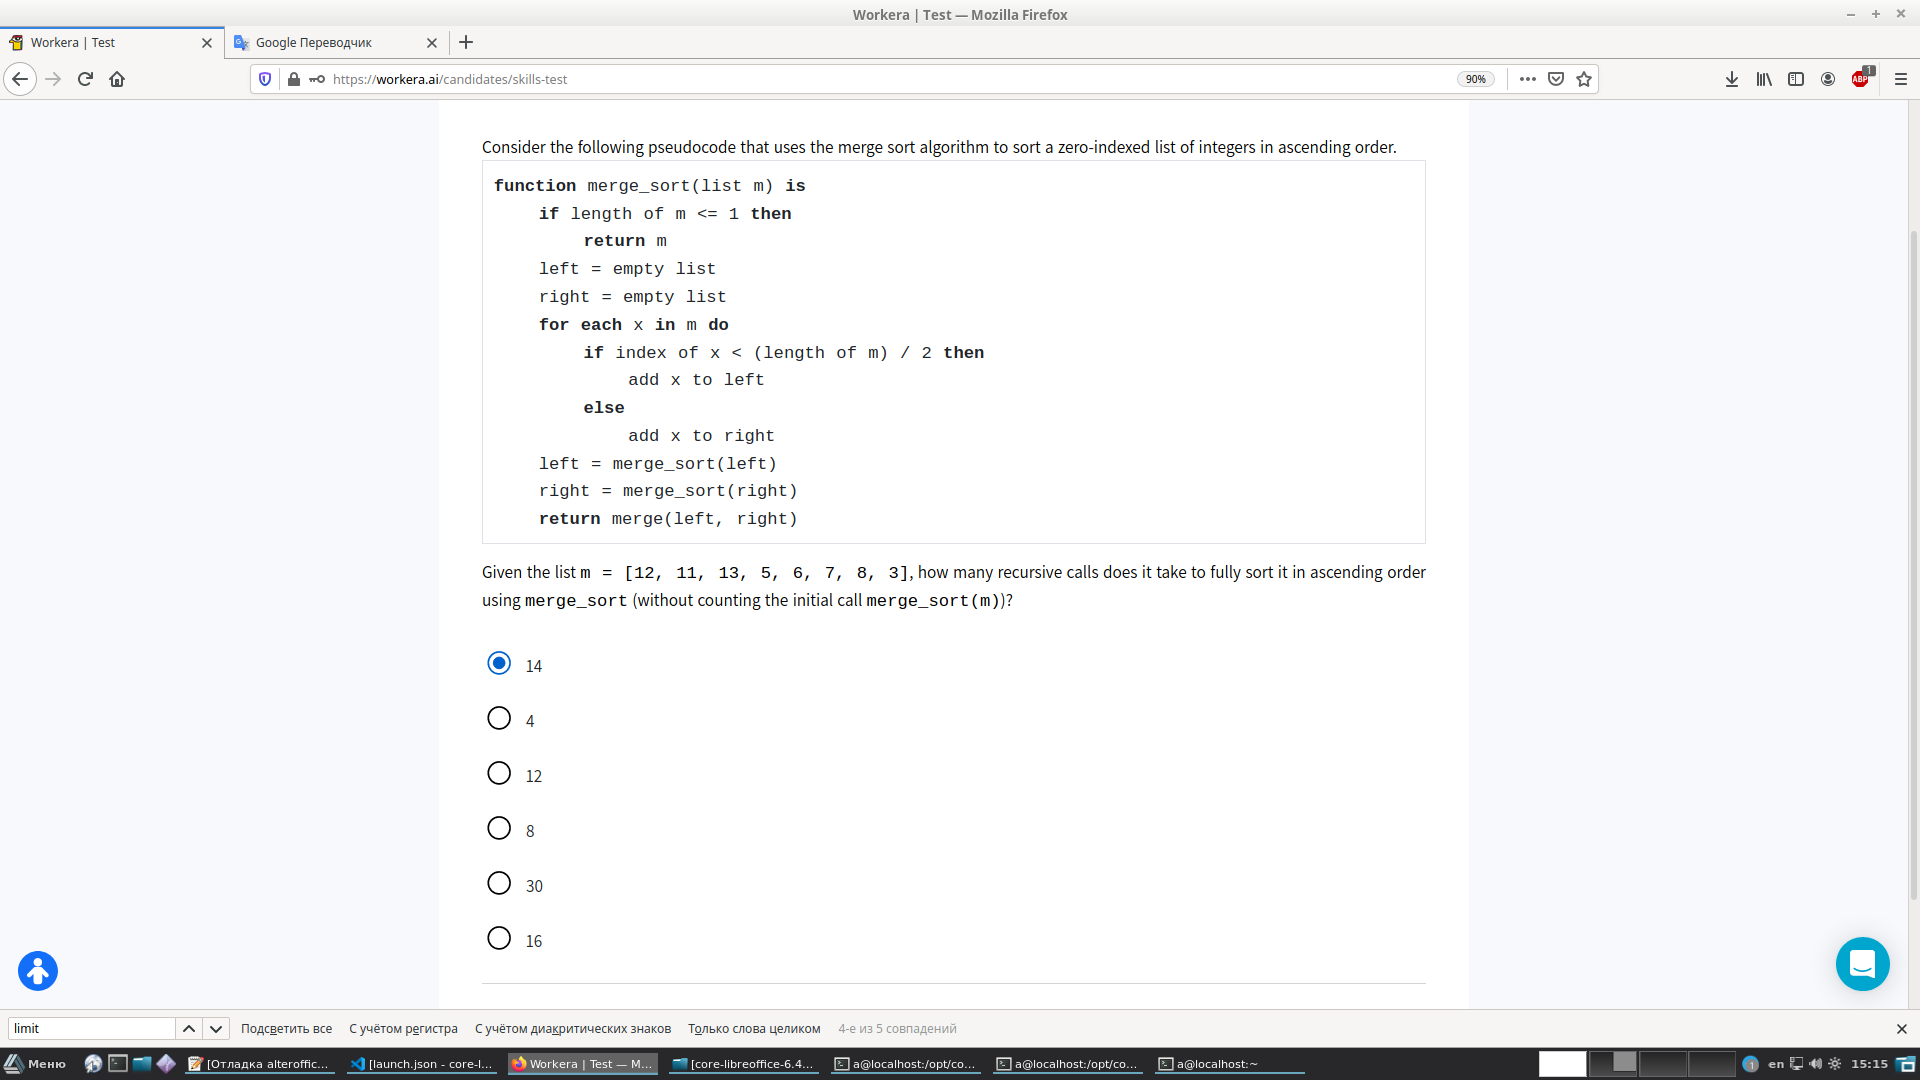 Workera | Test — Mozilla Firefox
Workera | Test
Google Переводчик
https://workera.ai/candidates/skills-test
90%
ABP
1
Consider the following pseudocode that uses the merge sort algorithm to sort a zero-indexed list of integers in ascending order.
function merge_sort(list m) is
if length of m <= 1 then
return m
left = empty list
right = empty list
for each x in m do
if index of x < (length of m) / 2 then
add x to left
else
add x to right
left = merge_sort(left)
right = merge_sort(right)
return merge(left, right)
Given the list m = [12, 11, 13, 5, 6, 7, 8, 3], how many recursive calls does it take to fully sort it in ascending order
using merge_sort (without counting the initial call merge_sort(m))?
14
4
12
8
30
16
limit
Подсветить все
С учётом регистра
С учётом диакритических знаков
Только слова целиком
4-е из 5 совпадений
Меню
[Отладка alteroffic...
[launch.json - core-l...
Workera | Test — M...
[core-libreoffice-6.4...
a@localhost:/opt/co...
a@localhost:/opt/co...
a@localhost:~
1
en
15:15